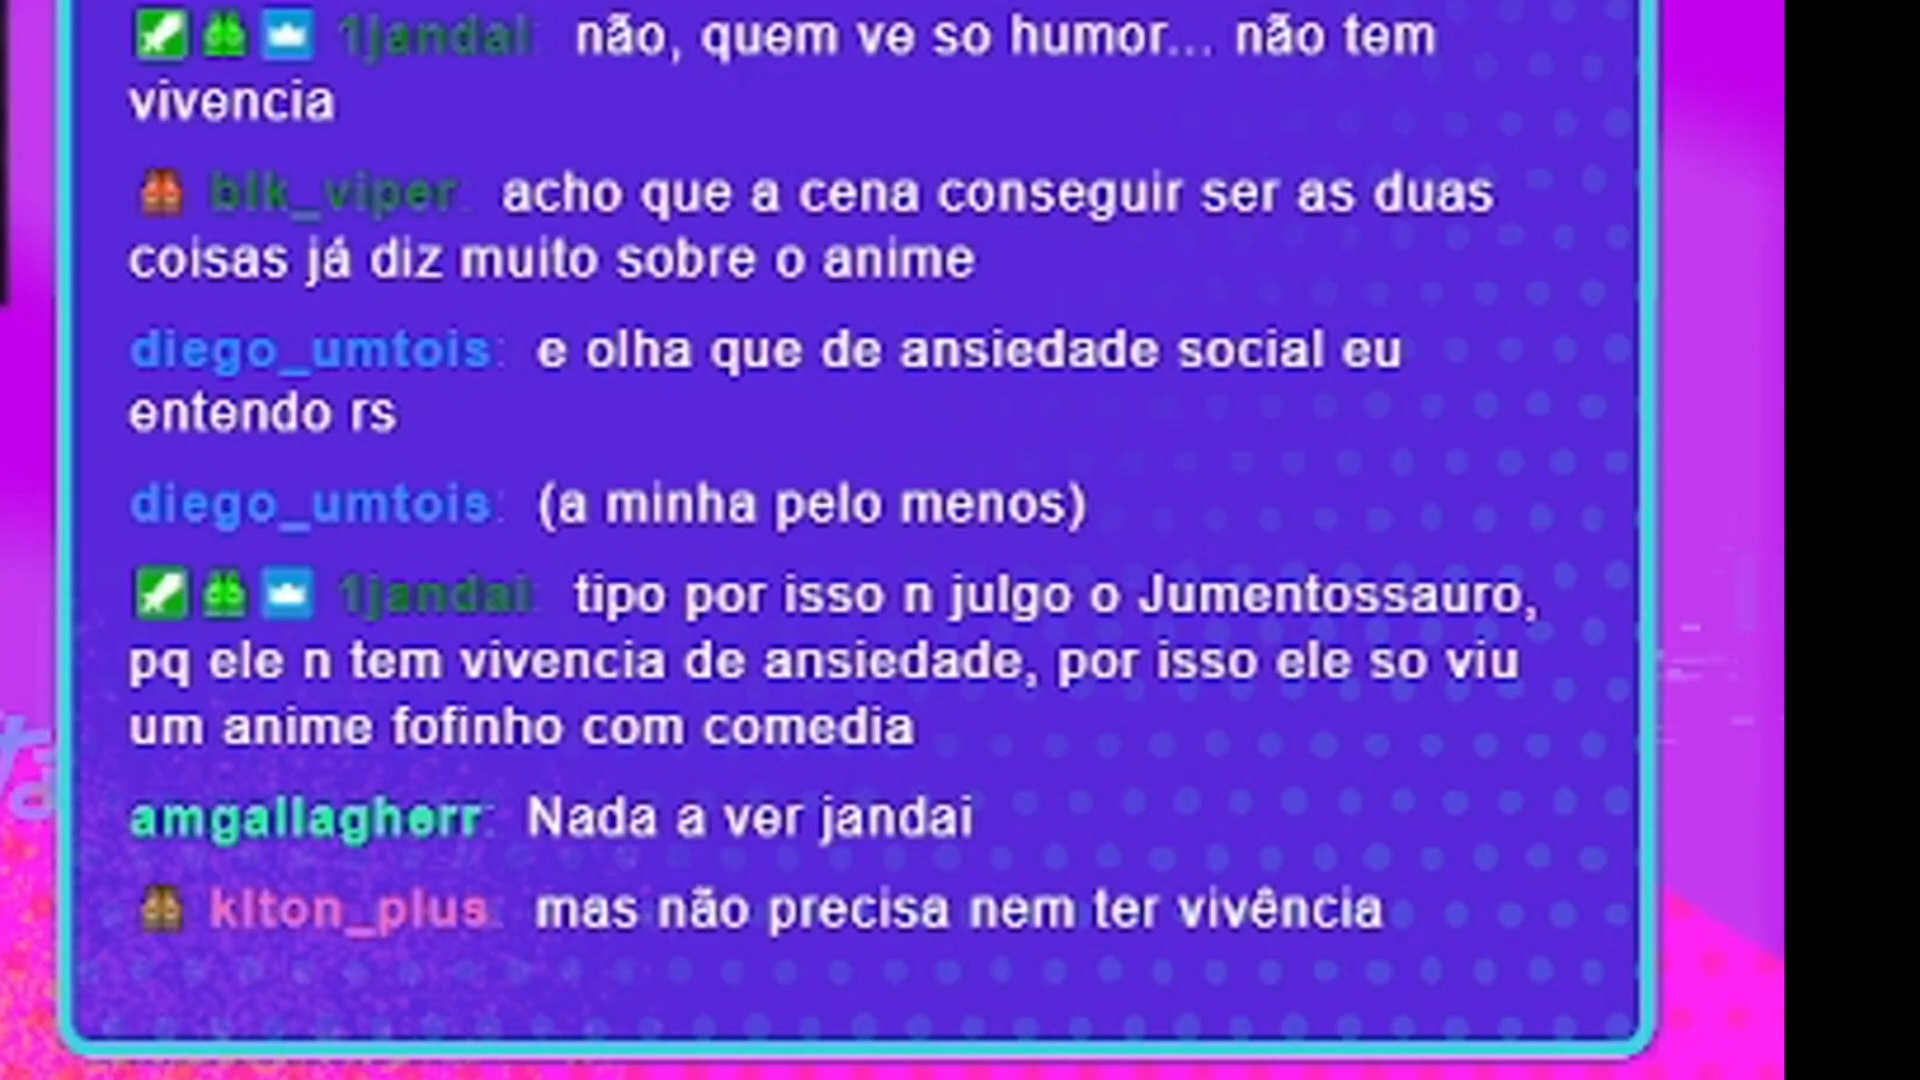 1jandai: não, quem ve so humor... não tem
vivencia
blk_viper: acho que a cena conseguir ser as duas
coisas já diz muito sobre o anime
diego_umtois: e olha que de ansiedade social eu
entendo rs
diego_umtois: (a minha pelo menos)
1jandai: tipo por isso n julgo o Jumentossauro,
pq ele n tem vivencia de ansiedade, por isso ele so viu
um anime fofinho com comedia
amgallagherr: Nada a ver jandai
klton_plus: mas não precisa nem ter vivência